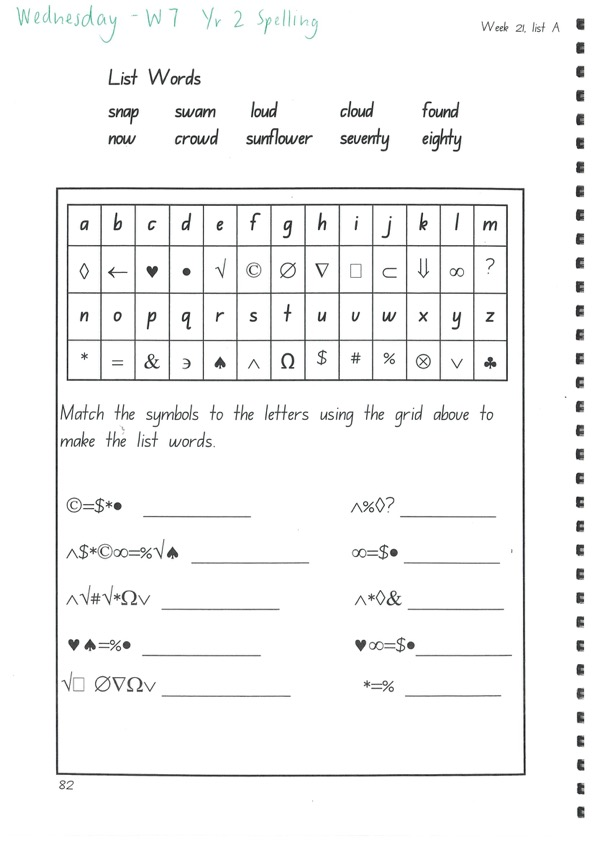 Wednesday - W7 Yr 2 Spelling
Week 21, list A
List Words
snap swam loud cloud found
now crowd sunflower seventy eighty
a b c d e f g h i j k l m
◊ ← ♥ • √ © ∅ ∇ □ ⊂ ⇓ ∞ ?
n o p q r s t u v w x y z
* = & ϶ ♠ ∧ Ω $ # % ⊗ ∨ ♣
Match the symbols to the letters using the grid above to
make the list words.
©=$*• ∧%◊?
∧$*©∞=%√♠ ∞=$•
∧√#√*Ω∨ ∧*◊&
♥♠=%• ♥∞=$•
√□ ∅∇Ω∨ *=%
82